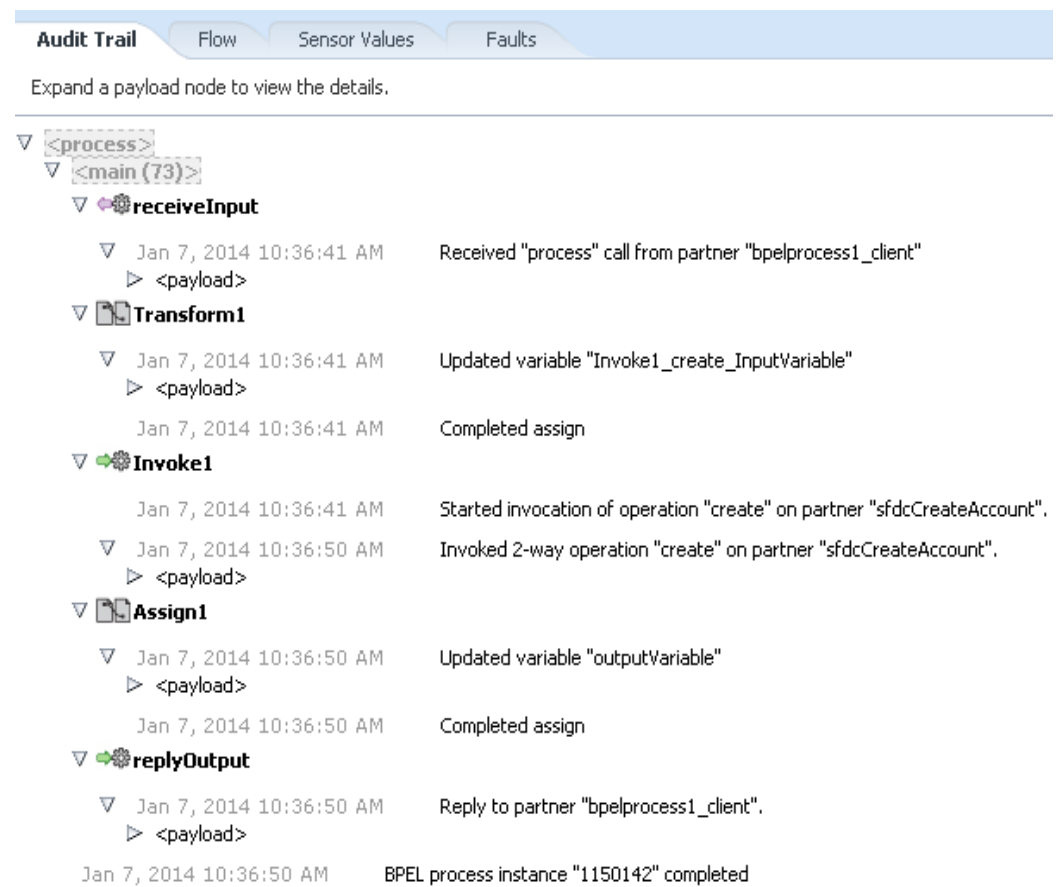 Audit Trail Flow Sensor Values Faults
Expand a payload node to view the details.
<process>
<main (73)>
receiveInput
Jan 7, 2014 10:36:41 AM Received "process" call from partner "bpelprocess1_client"
<payload>
Transform1
Jan 7, 2014 10:36:41 AM Updated variable "Invoke1_create_InputVariable"
<payload>
Jan 7, 2014 10:36:41 AM Completed assign
Invoke1
Jan 7, 2014 10:36:41 AM Started invocation of operation "create" on partner "sfdcCreateAccount".
Jan 7, 2014 10:36:50 AM Invoked 2-way operation "create" on partner "sfdcCreateAccount".
<payload>
Assign1
Jan 7, 2014 10:36:50 AM Updated variable "outputVariable"
<payload>
Jan 7, 2014 10:36:50 AM Completed assign
replyOutput
Jan 7, 2014 10:36:50 AM Reply to partner "bpelprocess1_client".
<payload>
Jan 7, 2014 10:36:50 AM BPEL process instance "1150142" completed